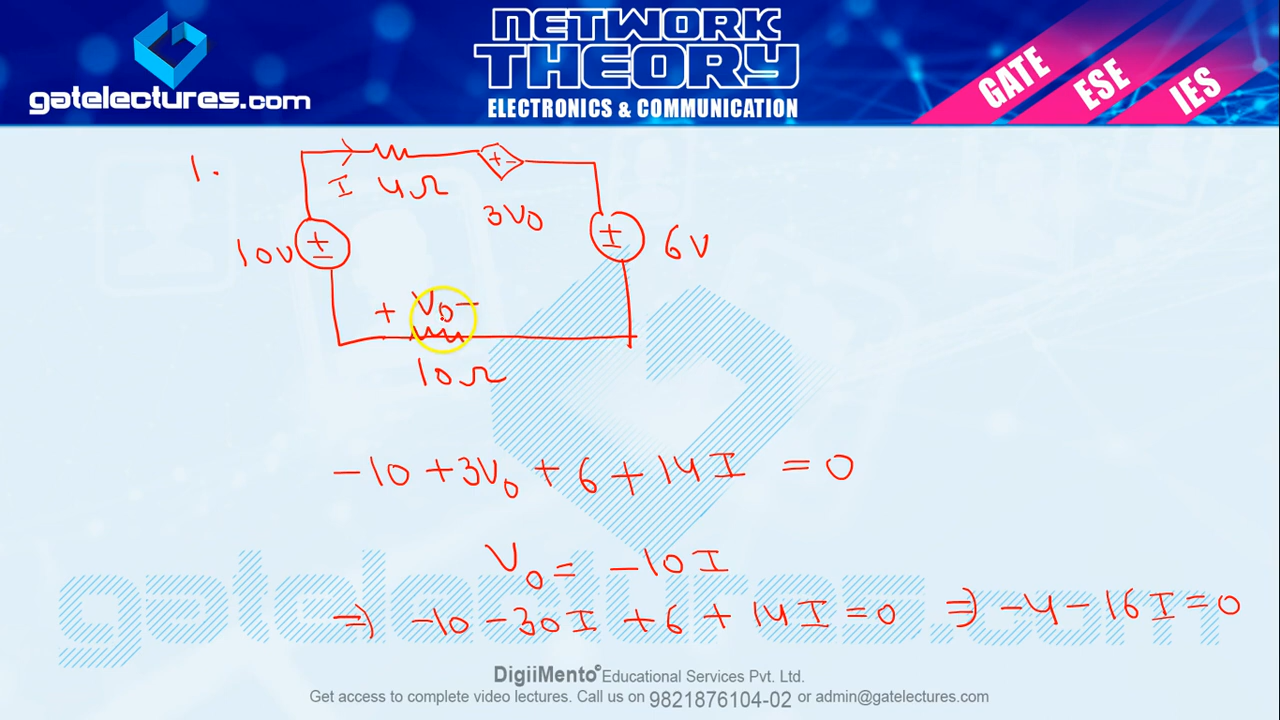 NETWORK
THEORY
ELECTRONICS & COMMUNICATION
gatelectures.com
GATE
ESE
IES
1.
I 4Ω
+ -
3V0
10V
+ -
+ -
6V
+ V0 -
10Ω
-10 + 3V0 + 6 + 14I = 0
V0 = -10I
⇒ -10 - 30I + 6 + 14I = 0 ⇒ -4 - 16I = 0
gatelectures.com
DigiiMento© Educational Services Pvt. Ltd.
Get access to complete video lectures. Call us on 9821876104-02 or admin@gatelectures.com